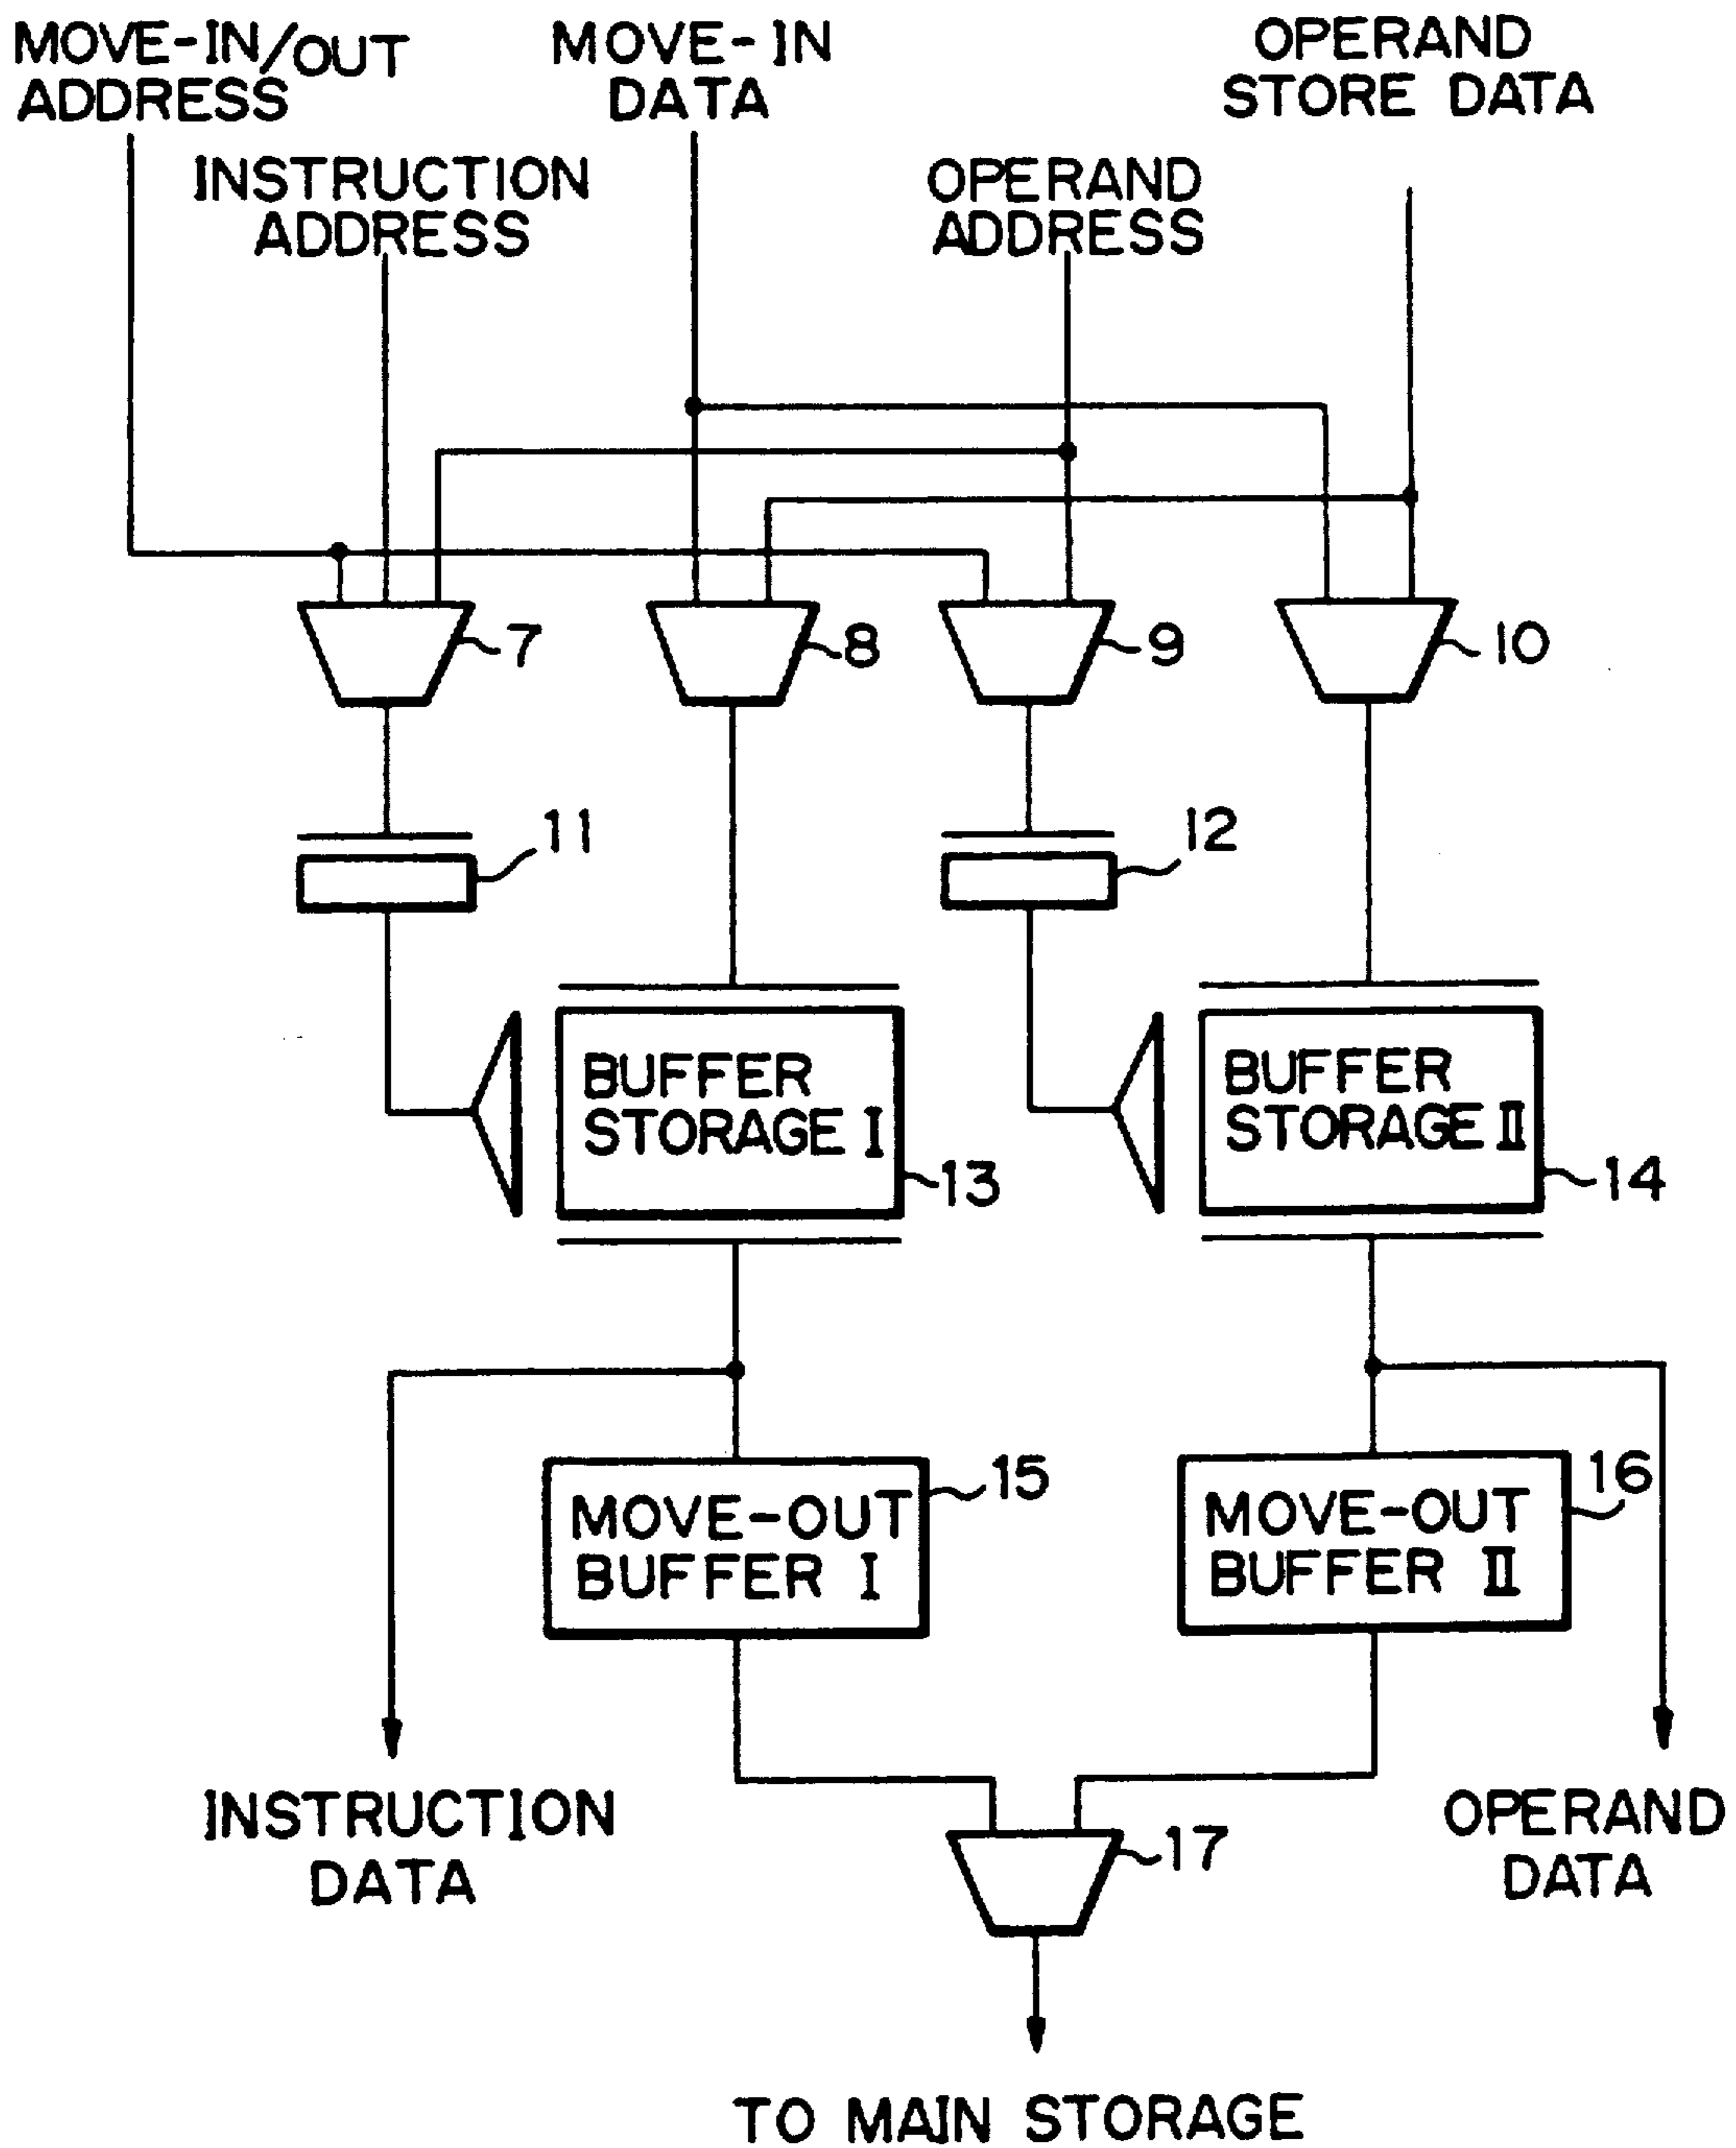 MOVE-IN/OUT
ADDRESS
MOVE-IN
DATA
OPERAND
STORE DATA
INSTRUCTION
ADDRESS
OPERAND
ADDRESS
7
8
9
10
11
12
BUFFER
STORAGE I
13
BUFFER
STORAGE II
14
MOVE-OUT
BUFFER I
15
MOVE-OUT
BUFFER II
16
INSTRUCTION
DATA
17
OPERAND
DATA
TO MAIN STORAGE